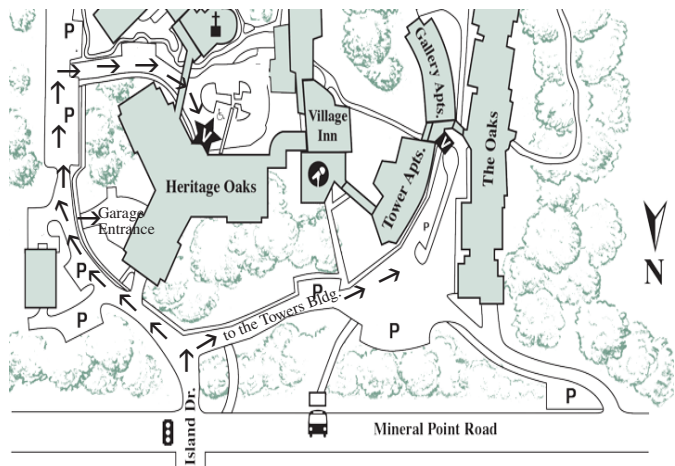 P
Gallery Apts.
P
V
Village
Inn
V
The Oaks
Heritage Oaks
Tower Apts.
Garage
Entrance
P
P
N
P
to the Towers Bldg.
P
P
P
Island Dr.
Mineral Point Road